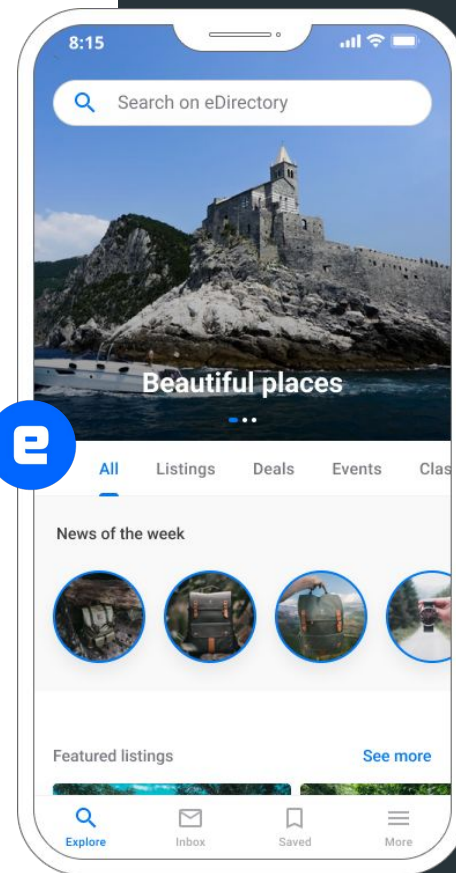 8:15
Search on eDirectory
Beautiful places
e
All Listings Deals Events Clas
News of the week
Featured listings See more
Explore Inbox Saved More